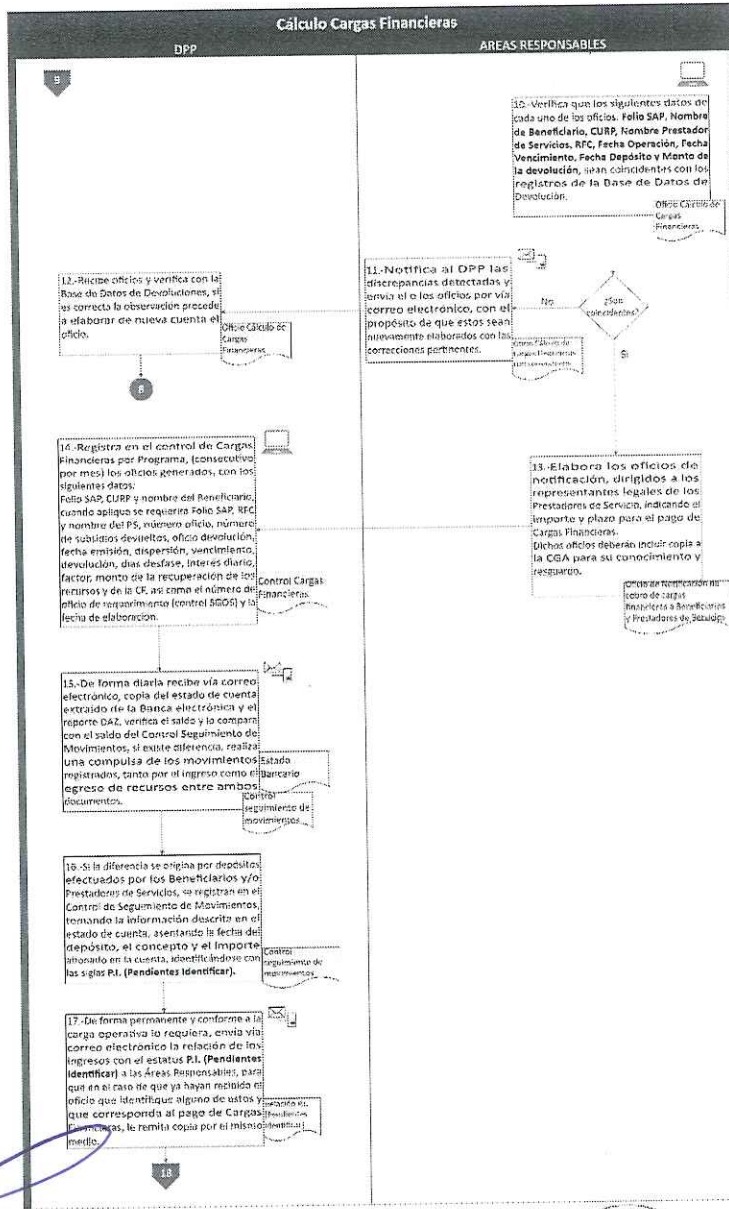 Cálculo Cargas Financieras
DPP
AREAS RESPONSABLES
9
10.-Verifica que los siguientes datos de
cada uno de los oficios. Folio SAP, Nombre
de Beneficiario, CURP, Nombre Prestador
de Servicios, RFC, Fecha Operación, Fecha
Vencimiento, Fecha Depósito y Monto de
la devolución, sean coincidentes con los
registros de la Base de Datos de
Devolución.
Oficio Cálculo de
Cargas
Financieras
¿Son
coincidentes?
No
Si
11.-Notifica al DPP las
discrepancias detectadas y
envía el o los oficios por vía
correo electrónico, con el
propósito de que estos sean
nuevamente elaborados con las
correcciones pertinentes.
Oficio Cálculo de
Cargas Financieras
12.-Recibe oficios y verifica con la
Base de Datos de Devoluciones, si
es correcta la observación procede
a elaborar de nueva cuenta el
oficio.
Oficio Cálculo de
Cargas
Financieras
8
13.-Elabora los oficios de
notificación, dirigidos a los
representantes legales de los
Prestadores de Servicio, indicando el
importe y plazo para el pago de
Cargas Financieras.
Dichos oficios deberán incluir copia a
la CGA para su conocimiento y
resguardo.
Oficio de Notificación de
cobro de cargas
financiera a Beneficiarios
y Prestadores de Servicios
14.-Registra en el control de Cargas
Financieras por Programa, (consecutivo
por mes) los oficios generados, con los
siguientes datos:
Folio SAP, CURP y nombre del Beneficiario,
cuando aplique se requerira Folio SAP, RFC
y nombre del PS, número oficio, número
de subsidios devueltos, oficio devolución,
fecha emisión, dispersión, vencimiento,
devolución, días desfase, interés diario,
factor, monto de la recuperación de los
recursos y de la CF, así como el número de
oficio de requerimiento (control SGOS) y la
fecha de elaboración.
Control Cargas
Financieras
15.-De forma diaria recibe vía correo
electrónico, copia del estado de cuenta
extraído de la Banca electrónica y el
reporte DAZ, verifica el saldo y lo compara
con el saldo del Control Seguimiento de
Movimientos, si existe diferencia, realiza
una compulsa de los movimientos
registrados, tanto por el ingreso como el
egreso de recursos entre ambos
documentos.
Estado
Bancario
Control
seguimiento de
movimientos
16.-Si la diferencia se origina por depósitos
efectuados por los Beneficiarios y/o
Prestadores de Servicios, se registran en el
Control de Seguimiento de Movimientos,
tomando la información descrita en el
estado de cuenta, asentando la fecha del
depósito, el concepto y el importe
abonado en la cuenta, identificándose con
las siglas P.I. (Pendientes Identificar).
Control
seguimiento de
movimientos
17.-De forma permanente y conforme a la
carga operativa lo requiera, envía vía
correo electrónico la relación de los
ingresos con el estatus P.I. (Pendientes
Identificar) a las Áreas Responsables, para
que en el caso de que ya hayan recibido el
oficio que identifique alguno de estos y
que corresponda al pago de Cargas
Financieras, le remita copia por el mismo
medio.
Relación P.I.
(Pendientes
Identificar)
18